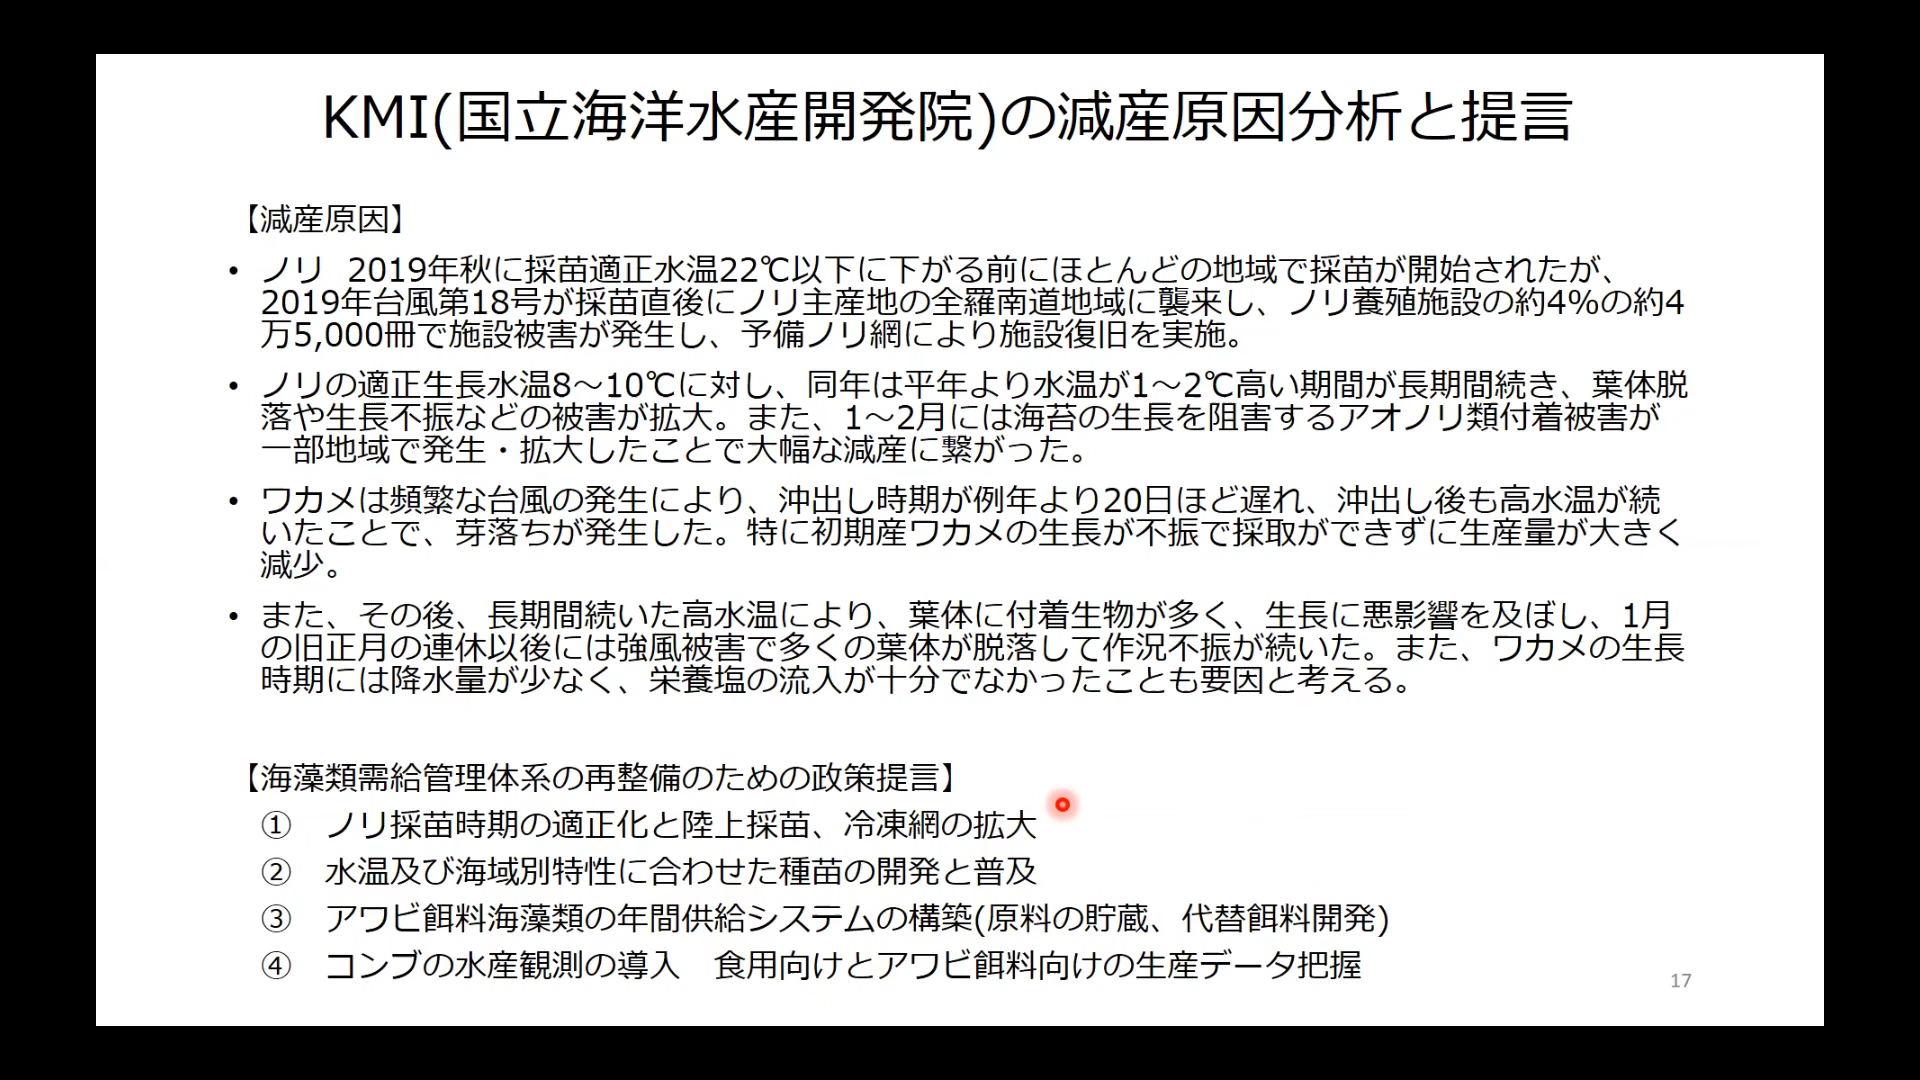 KMI(国立海洋水産開発院)の減産原因分析と提言
【減産原因】
• ノリ 2019年秋に採苗適正水温22℃以下に下がる前にほとんどの地域で採苗が開始されたが、
2019年台風第18号が採苗直後にノリ主産地の全羅南道地域に襲来し、ノリ養殖施設の約4%の約4
万5,000冊で施設被害が発生し、予備ノリ網により施設復旧を実施。
• ノリの適正生長水温8～10℃に対し、同年は平年より水温が1～2℃高い期間が長期間続き、葉体脱
落や生長不振などの被害が拡大。また、1～2月には海苔の生長を阻害するアオノリ類付着被害が
一部地域で発生・拡大したことで大幅な減産に繋がった。
• ワカメは頻繁な台風の発生により、沖出し時期が例年より20日ほど遅れ、沖出し後も高水温が続
いたことで、芽落ちが発生した。特に初期産ワカメの生長が不振で採取ができずに生産量が大きく
減少。
• また、その後、長期間続いた高水温により、葉体に付着生物が多く、生長に悪影響を及ぼし、1月
の旧正月の連休以後には強風被害で多くの葉体が脱落して作況不振が続いた。また、ワカメの生長
時期には降水量が少なく、栄養塩の流入が十分でなかったことも要因と考える。
【海藻類需給管理体系の再整備のための政策提言】
① ノリ採苗時期の適正化と陸上採苗、冷凍網の拡大
② 水温及び海域別特性に合わせた種苗の開発と普及
③ アワビ餌料海藻類の年間供給システムの構築(原料の貯蔵、代替餌料開発)
④ コンブの水産観測の導入 食用向けとアワビ餌料向けの生産データ把握
17